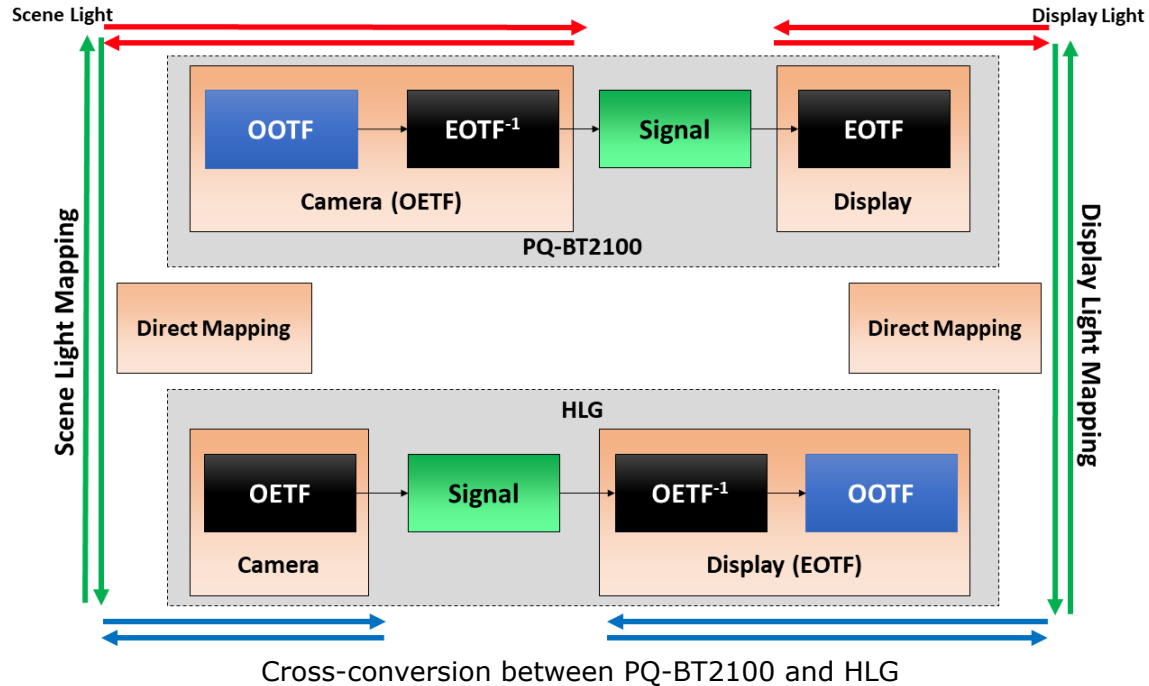 Scene Light
Display Light
OOTF
EOTF-1
Signal
EOTF
Camera (OETF)
Display
PQ-BT2100
Scene Light Mapping
Direct Mapping
Direct Mapping
Display Light Mapping
HLG
OETF
Signal
OETF-1
OOTF
Camera
Display (EOTF)
Cross-conversion between PQ-BT2100 and HLG